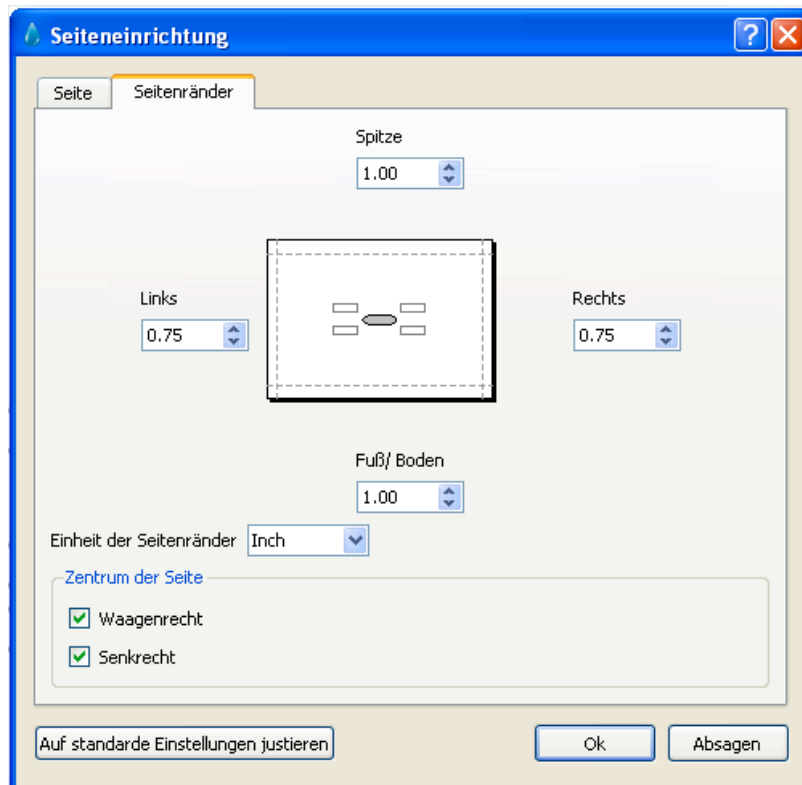 Seiteneinrichtung
Seite Seitenränder
Spitze
1.00
Links Rechts
0.75 0.75
Fuß/ Boden
1.00
Einheit der Seitenränder Inch
Zentrum der Seite
Waagenrecht
Senkrecht
Auf standarde Einstellungen justieren Ok Absagen